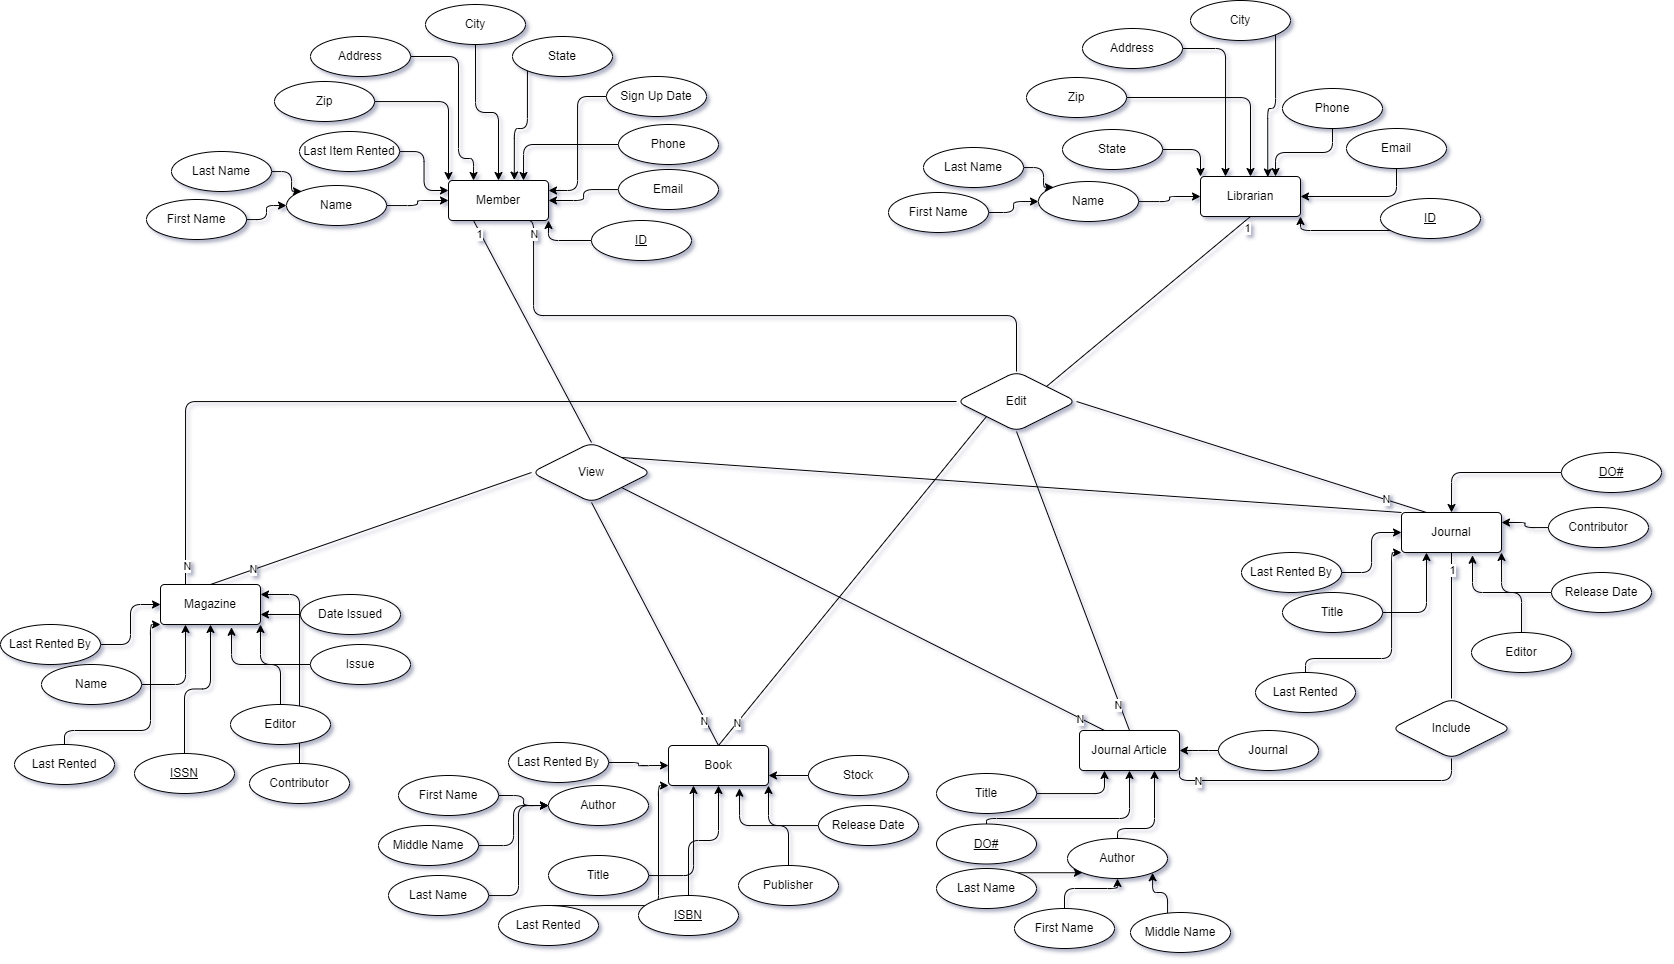 City
City
Address
State
Address
Zip
Sign Up Date
Zip
Phone
Last Item Rented
Phone
State
Email
Last Name
Last Name
Name
Member
Email
Name
Librarian
First Name
First Name
ID
ID
1
N
1
Edit
View
DO#
N
Journal
Contributor
N
N
Last Rented By
1
Release Date
Magazine
Date Issued
Title
Last Rented By
Issue
Editor
Name
Last Rented
N
N
N
N
Editor
Include
Last Rented
ISSN
Contributor
Journal Article
Journal
Last Rented By
Book
Stock
N
First Name
Author
Title
Middle Name
Release Date
DO#
Author
Title
Publisher
Last Name
Last Name
Last Rented
ISBN
First Name
Middle Name